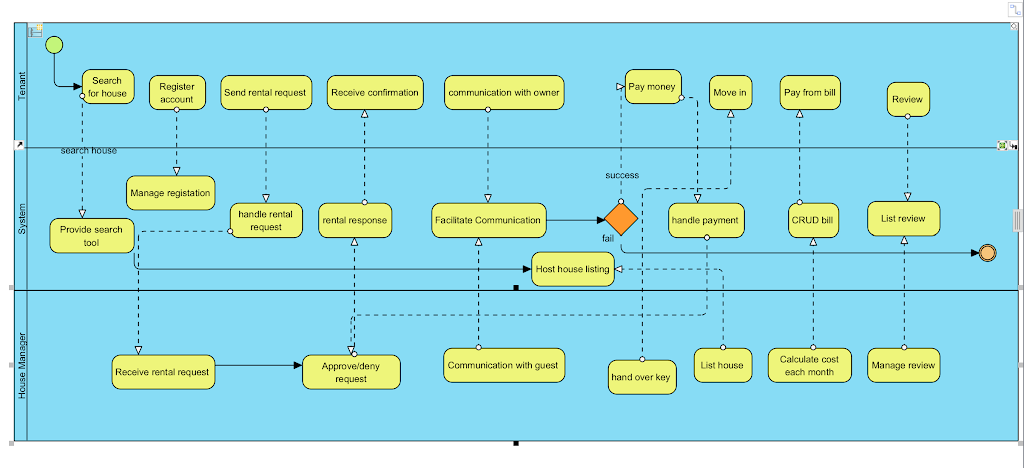 Tenant
Search
for house
Register
account
Send rental request
Receive confirmation
communication with owner
Pay money
Move in
Pay from bill
Review
search house
System
Manage registation
success
Provide search
tool
handle rental
request
rental response
Facilitate Communication
handle payment
CRUD bill
List review
fail
Host house listing
House Manager
Receive rental request
Approve/deny
request
Communication with guest
hand over key
List house
Calculate cost
each month
Manage review